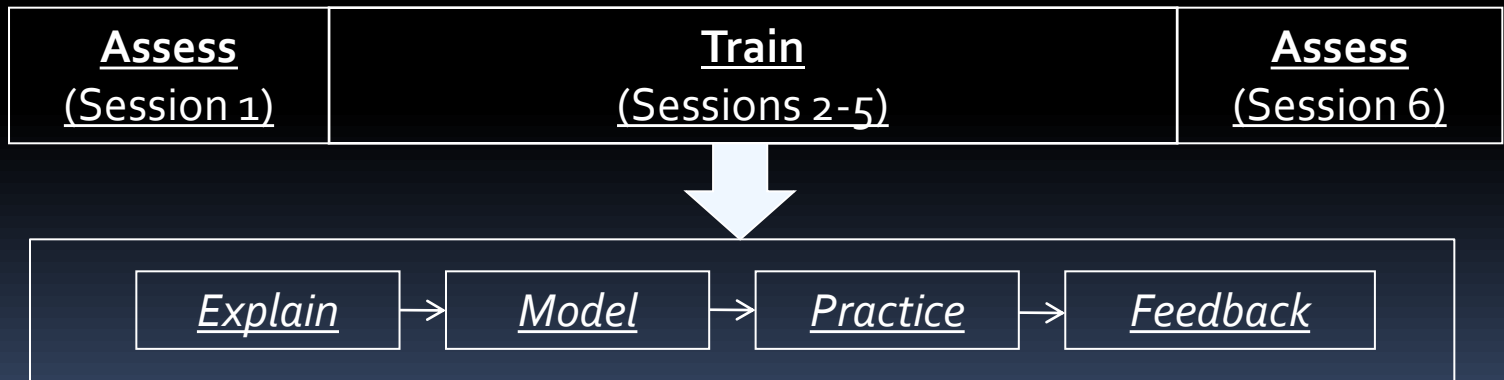 Assess
(Session 1)
Train
(Sessions 2-5)
Assess
(Session 6)
Explain
Model
Practice
Feedback